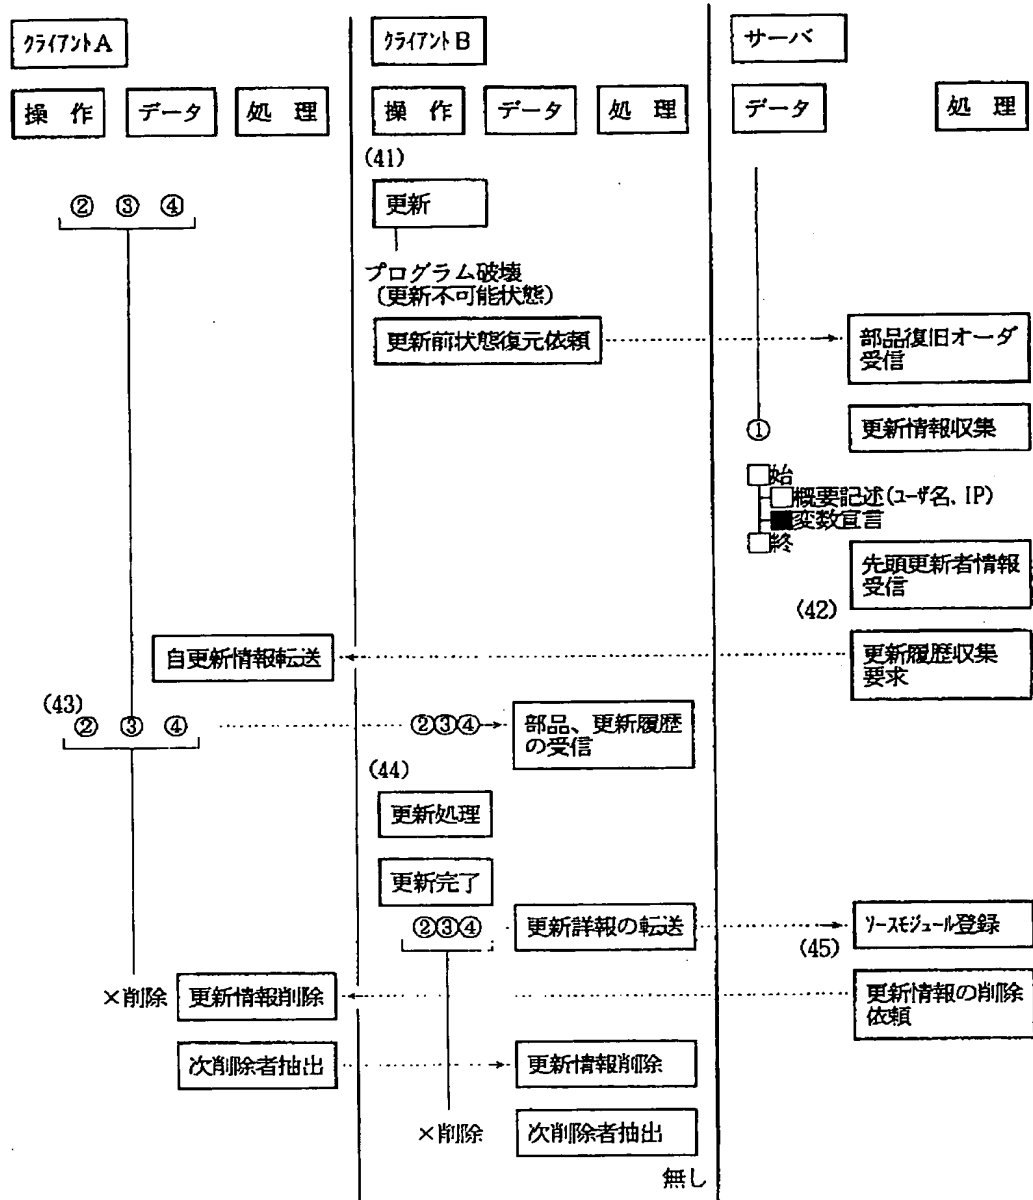 クライアントA
クライアントB
サーバ
操 作
データ
処 理
操 作
データ
処 理
データ
処 理
(41)
更新
② ③ ④
プログラム破壊
(更新不可能状態)
更新前状態復元依頼
部品復旧オーダ
受信
①
更新情報収集
始
概要記述(ユーザ名、IP)
変数宣言
終
先頭更新者情報
受信
(42)
自更新情報転送
更新履歴収集
要求
(43)
② ③ ④
②③④
部品、更新履歴
の受信
(44)
更新処理
更新完了
②③④
更新詳報の転送
ソースモジュール登録
(45)
×削除
更新情報削除
更新情報の削除
依頼
次削除者抽出
更新情報削除
×削除
次削除者抽出
無し